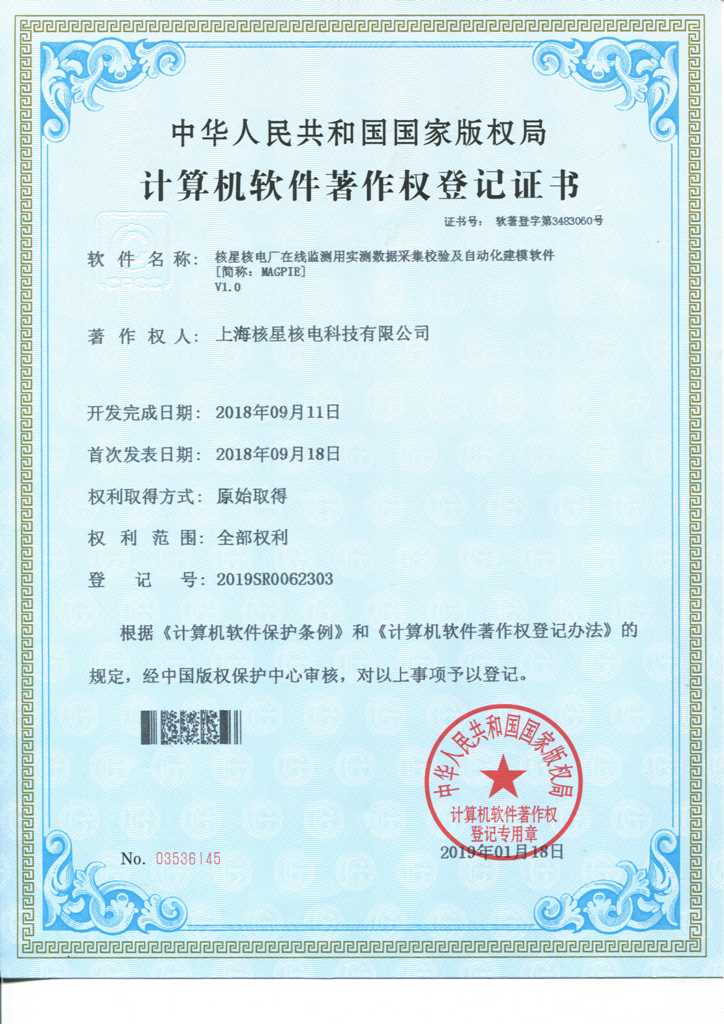 中华人民共和国国家版权局
计算机软件著作权登记证书
证书号： 软著登字第3483060号
软件名称： 核星核电厂在线监测用实测数据采集校验及自动化建模软件
[简称：MAGPIE]
V1.0
著作权人： 上海核星核电科技有限公司
开发完成日期： 2018年09月11日
首次发表日期： 2018年09月18日
权利取得方式： 原始取得
权利范围： 全部权利
登记号： 2019SR0062303
根据《计算机软件保护条例》和《计算机软件著作权登记办法》的
规定，经中国版权保护中心审核，对以上事项予以登记。
中华人民共和国国家版权局
计算机软件著作权
登记专用章
2019年01月18日
No. 03536145